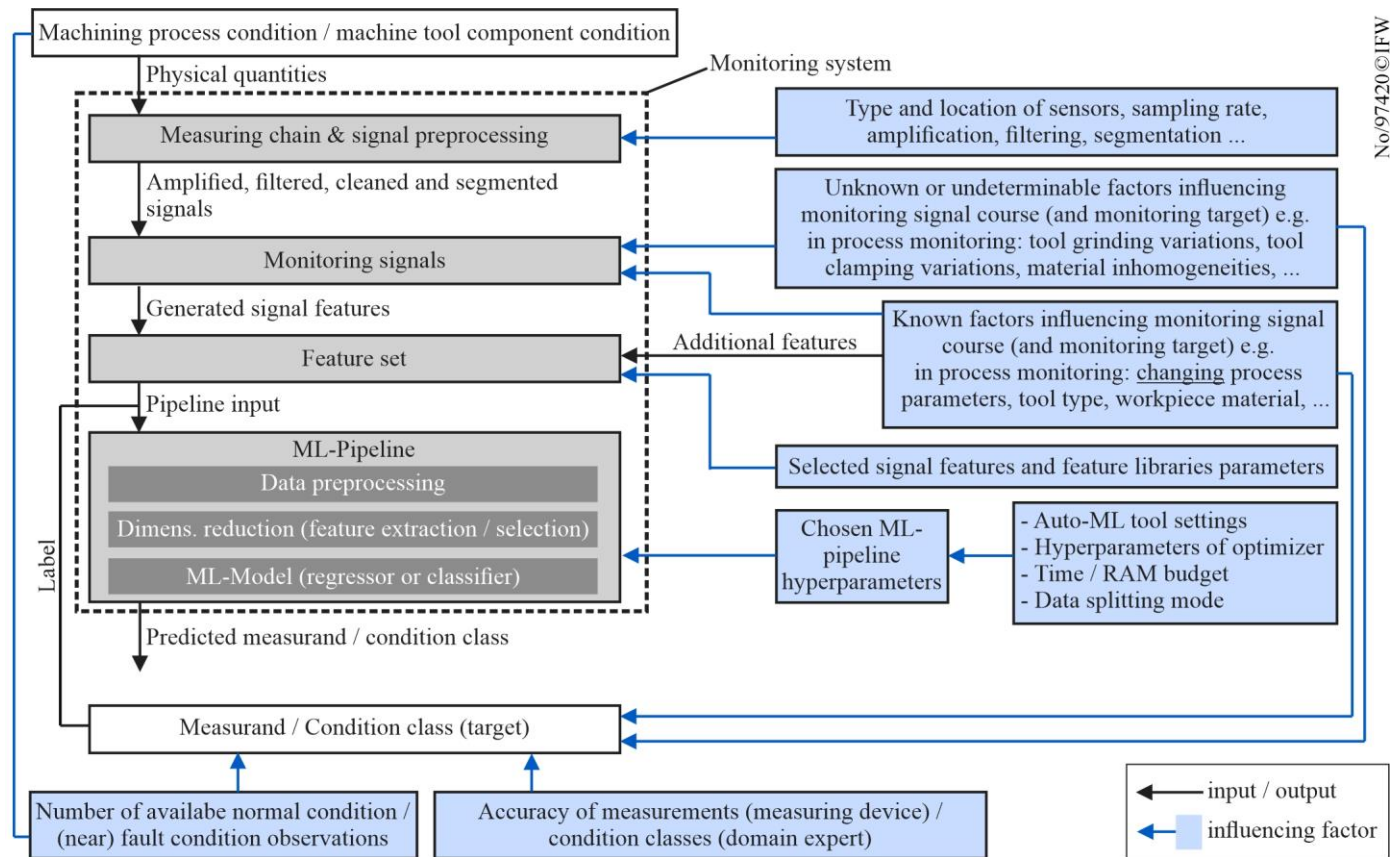 Machining process condition / machine tool component condition
Physical quantities
Monitoring system
Measuring chain & signal preprocessing
Type and location of sensors, sampling rate,
amplification, filtering, segmentation ...
Amplified, filtered, cleaned and segmented
signals
Unknown or undeterminable factors influencing
monitoring signal course (and monitoring target) e.g.
in process monitoring: tool grinding variations, tool
clamping variations, material inhomogeneities, ...
Monitoring signals
Generated signal features
Known factors influencing monitoring signal
course (and monitoring target) e.g.
in process monitoring: changing process
parameters, tool type, workpiece material, ...
Additional features
Feature set
Pipeline input
Selected signal features and feature libraries parameters
ML-Pipeline
Data preprocessing
Dimens. reduction (feature extraction / selection)
ML-Model (regressor or classifier)
Chosen ML-
pipeline
hyperparameters
- Auto-ML tool settings
- Hyperparameters of optimizer
- Time / RAM budget
- Data splitting mode
Label
Predicted measurand / condition class
Measurand / Condition class (target)
Number of availabe normal condition /
(near) fault condition observations
Accuracy of measurements (measuring device) /
condition classes (domain expert)
input / output
influencing factor
No/97420©IFW